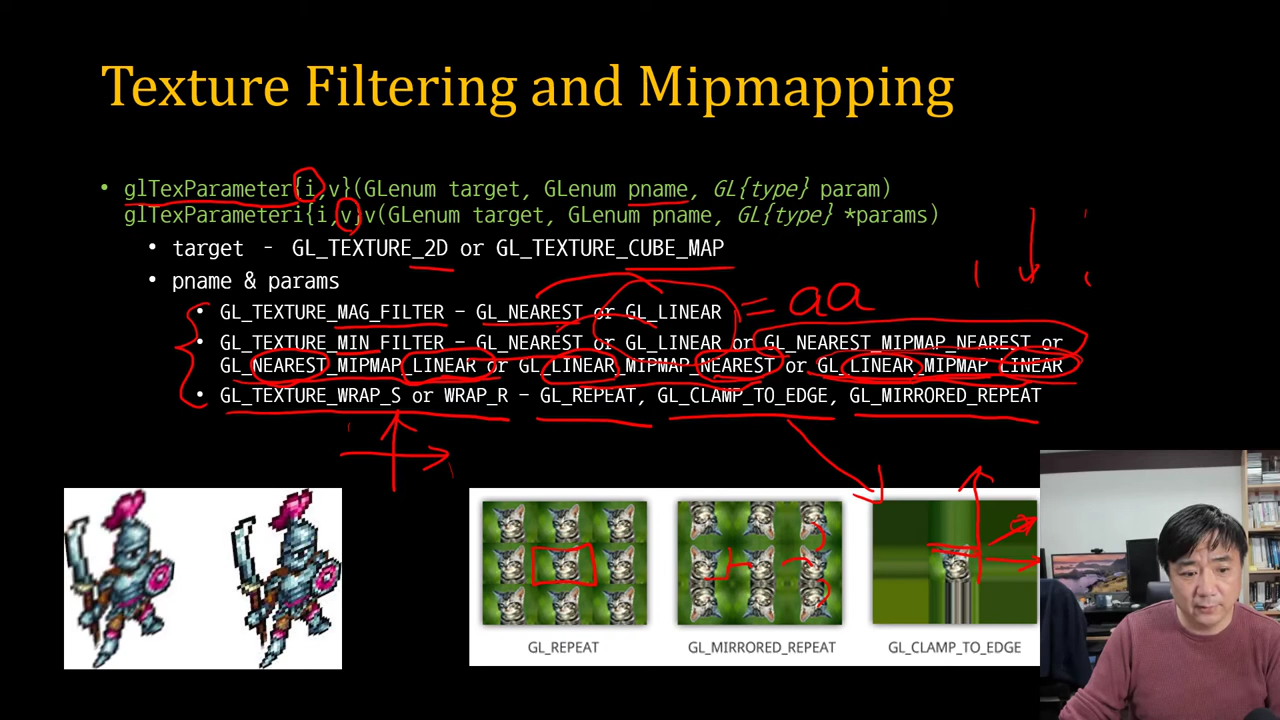 Texture Filtering and Mipmapping
• glTexParameter{i,v}(GLenum target, GLenum pname, GL{type} param)
glTexParameteri{i,v}v(GLenum target, GLenum pname, GL{type} *params)
• target - GL_TEXTURE_2D or GL_TEXTURE_CUBE_MAP
• pname & params
• GL_TEXTURE_MAG_FILTER – GL_NEAREST or GL_LINEAR = aa
• GL_TEXTURE_MIN_FILTER – GL_NEAREST or GL_LINEAR or GL_NEAREST_MIPMAP_NEAREST or
GL_NEAREST_MIPMAP_LINEAR or GL_LINEAR_MIPMAP_NEAREST or GL_LINEAR_MIPMAP_LINEAR
• GL_TEXTURE_WRAP_S or WRAP_R – GL_REPEAT, GL_CLAMP_TO_EDGE, GL_MIRRORED_REPEAT
GL_REPEAT
GL_MIRRORED_REPEAT
GL_CLAMP_TO_EDGE